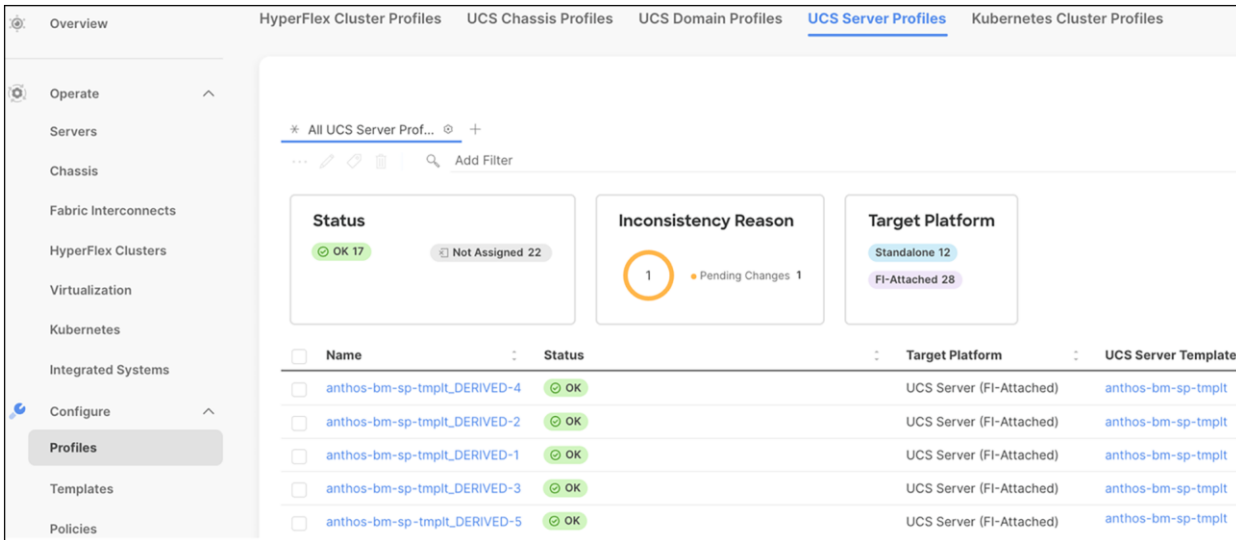 Overview
Operate
Servers
Chassis
Fabric Interconnects
HyperFlex Clusters
Virtualization
Kubernetes
Integrated Systems
Configure
Profiles
Templates
Policies
HyperFlex Cluster Profiles UCS Chassis Profiles UCS Domain Profiles UCS Server Profiles Kubernetes Cluster Profiles
All UCS Server Prof... +
... Add Filter
Status
OK 17 Not Assigned 22
Inconsistency Reason
1 Pending Changes 1
Target Platform
Standalone 12
FI-Attached 28
Name Status Target Platform UCS Server Template
anthos-bm-sp-tmplt_DERIVED-4 OK UCS Server (FI-Attached) anthos-bm-sp-tmplt
anthos-bm-sp-tmplt_DERIVED-2 OK UCS Server (FI-Attached) anthos-bm-sp-tmplt
anthos-bm-sp-tmplt_DERIVED-1 OK UCS Server (FI-Attached) anthos-bm-sp-tmplt
anthos-bm-sp-tmplt_DERIVED-3 OK UCS Server (FI-Attached) anthos-bm-sp-tmplt
anthos-bm-sp-tmplt_DERIVED-5 OK UCS Server (FI-Attached) anthos-bm-sp-tmplt